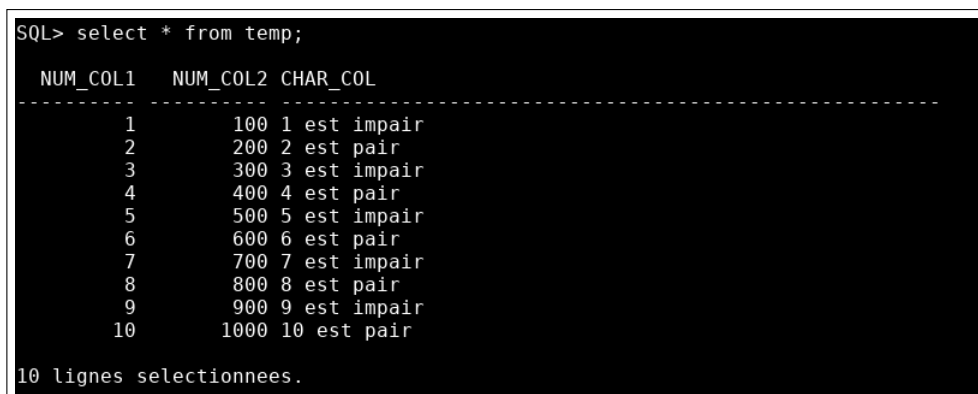 SQL> select * from temp;
NUM_COL1 NUM_COL2 CHAR_COL
---------- ---------- ------------------------------------------------------------
1 100 1 est impair
2 200 2 est pair
3 300 3 est impair
4 400 4 est pair
5 500 5 est impair
6 600 6 est pair
7 700 7 est impair
8 800 8 est pair
9 900 9 est impair
10 1000 10 est pair
10 lignes selectionnees.